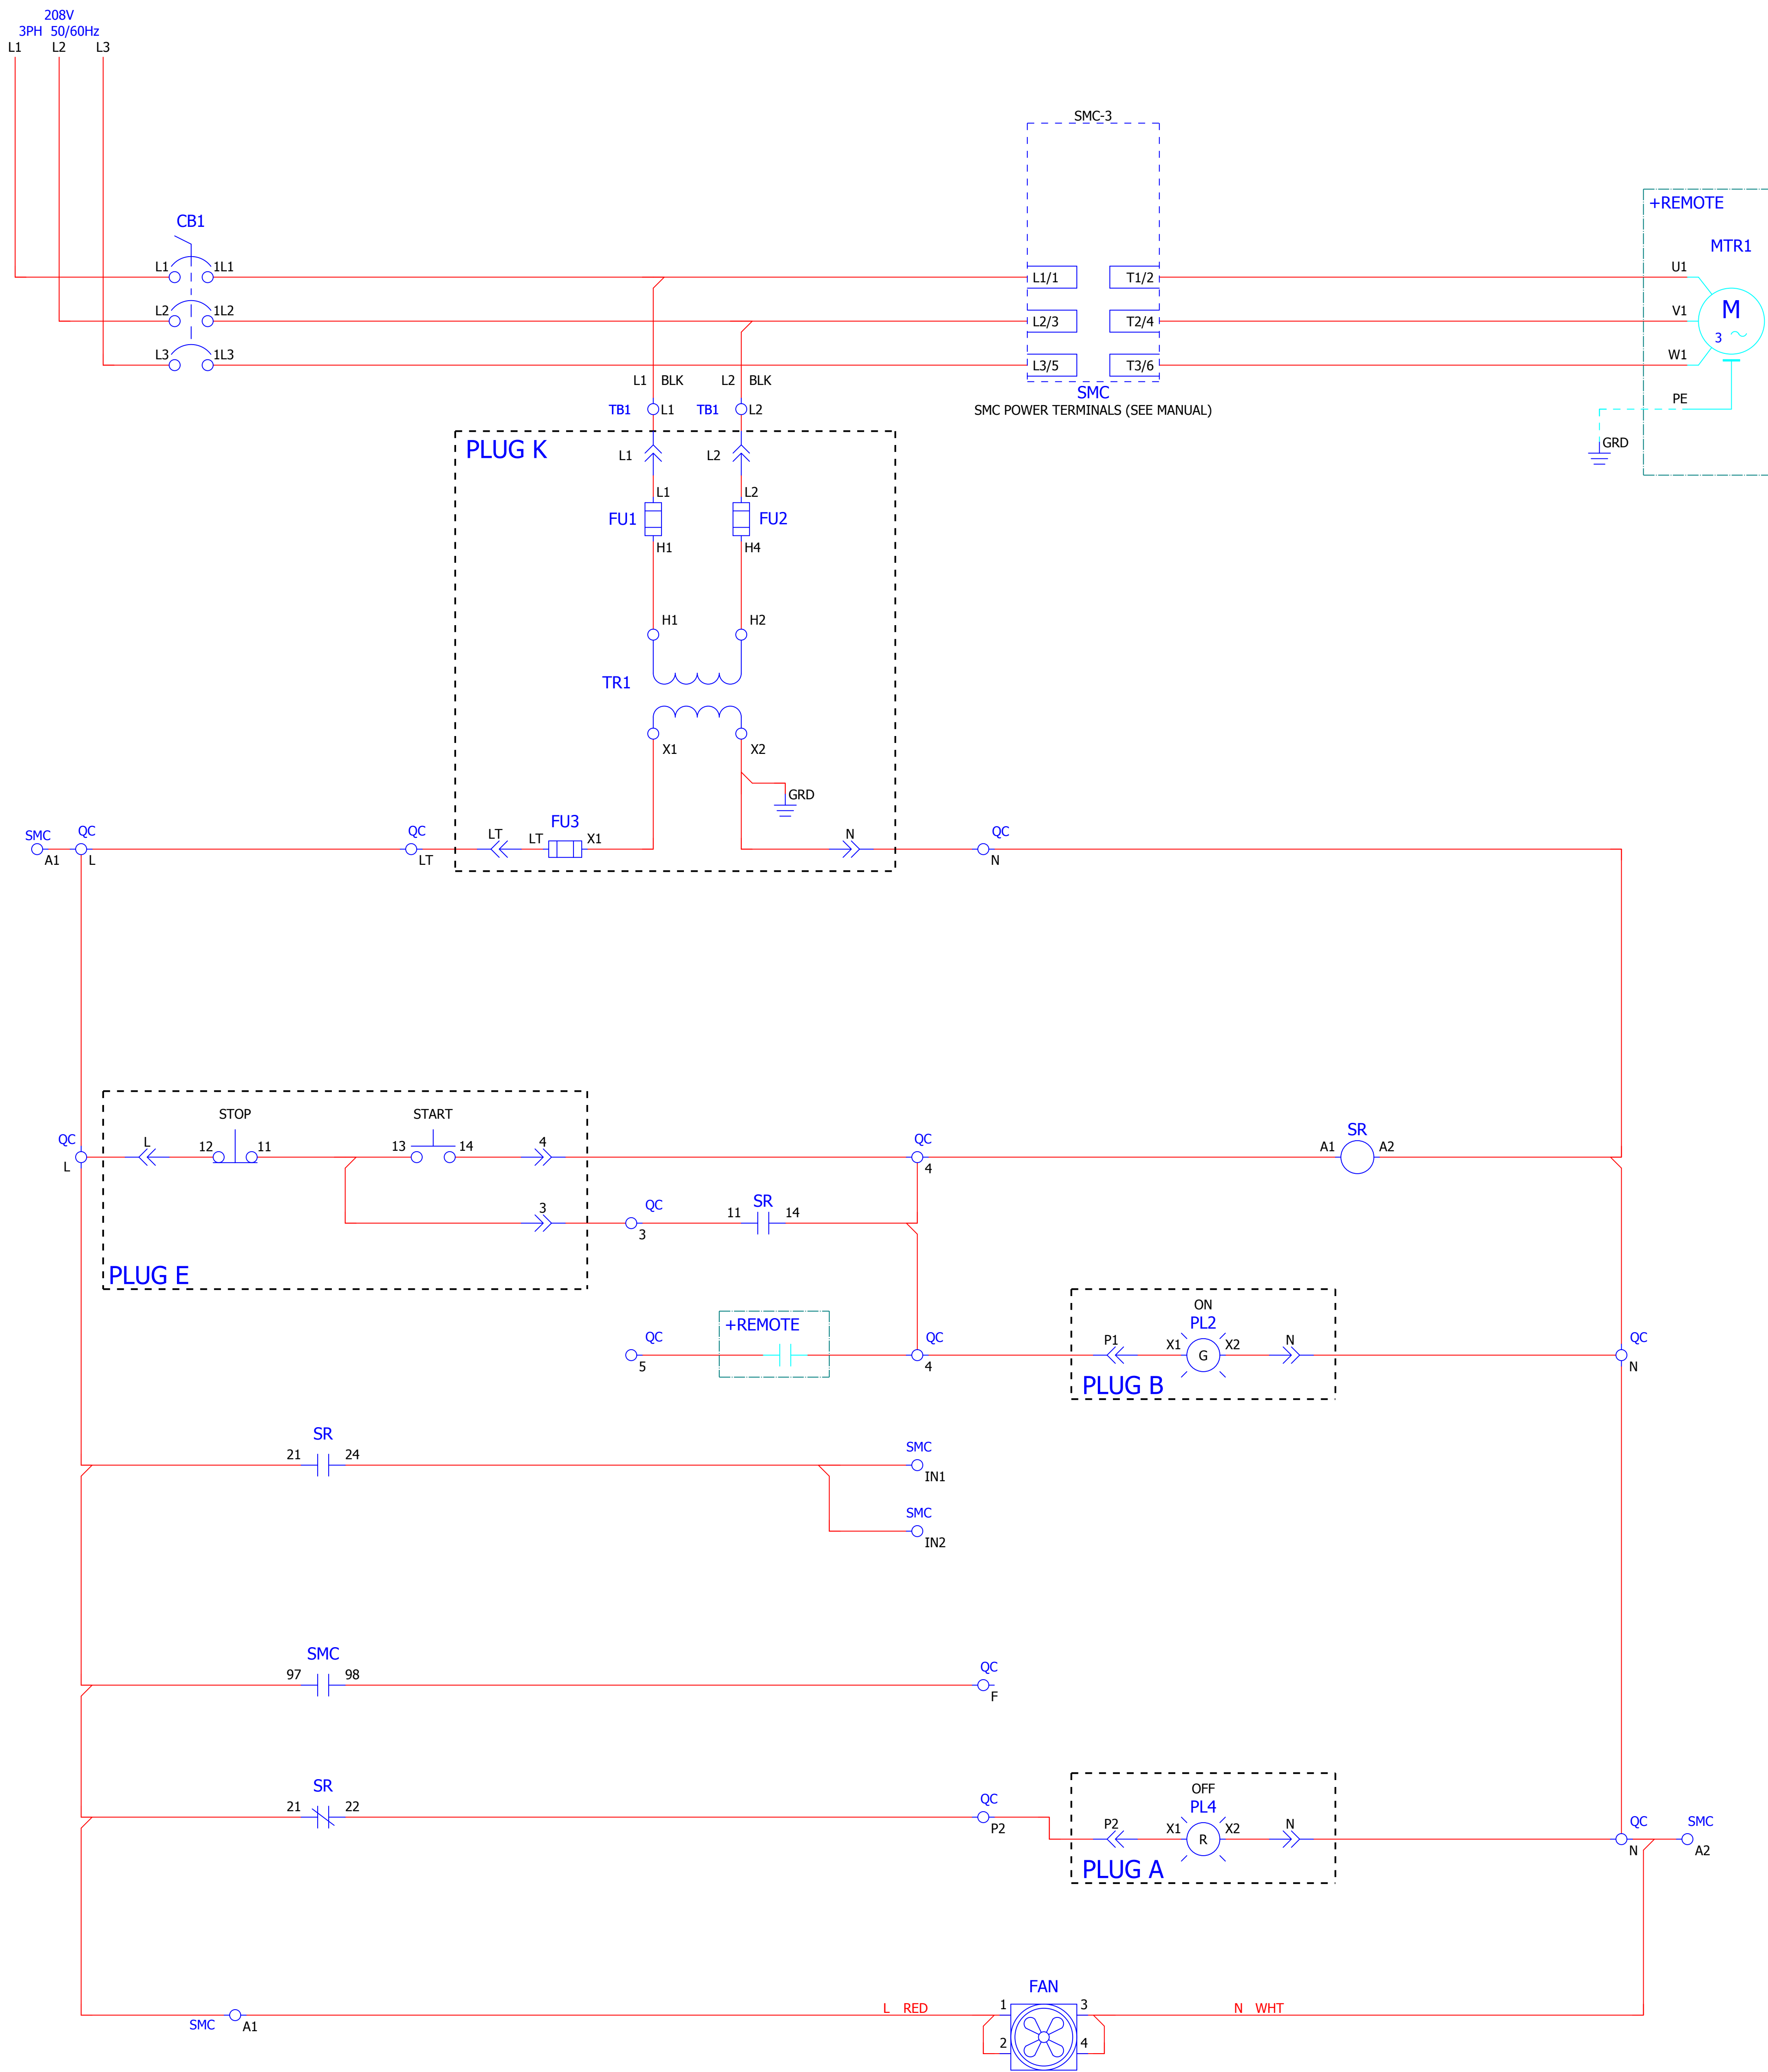 208V
3PH 50/60Hz
L1 L2 L3
SMC-3
+REMOTE
CB1
MTR1
L1 1L1 L1/1 T1/2 U1
L2 1L2 L2/3 T2/4 V1
M
3
L3 1L3 L3/5 T3/6 W1
L1 BLK L2 BLK
SMC
PE
TB1 L1 TB1 L2
SMC POWER TERMINALS (SEE MANUAL)
GRD
PLUG K
L1 L2
L1 L2
FU1 FU2
H1 H4
H1 H2
TR1
X1 X2
GRD
FU3
SMC QC QC LT LT X1 N QC
A1 L LT N
STOP START
QC L 12 11 13 14 4 QC A1 SR A2
L 4
3 QC 11 SR 14
3
PLUG E
ON
+REMOTE
PL2
QC QC P1 X1 X2 N QC
G
5 4 N
PLUG B
SR
21 24 SMC
IN1
SMC
IN2
SMC
97 98 QC
F
SR
OFF
21 22 QC PL4
P2 P2 X1 X2 N QC SMC
R
N A2
PLUG A
FAN
L RED 1 3 N WHT
SMC A1
2 4